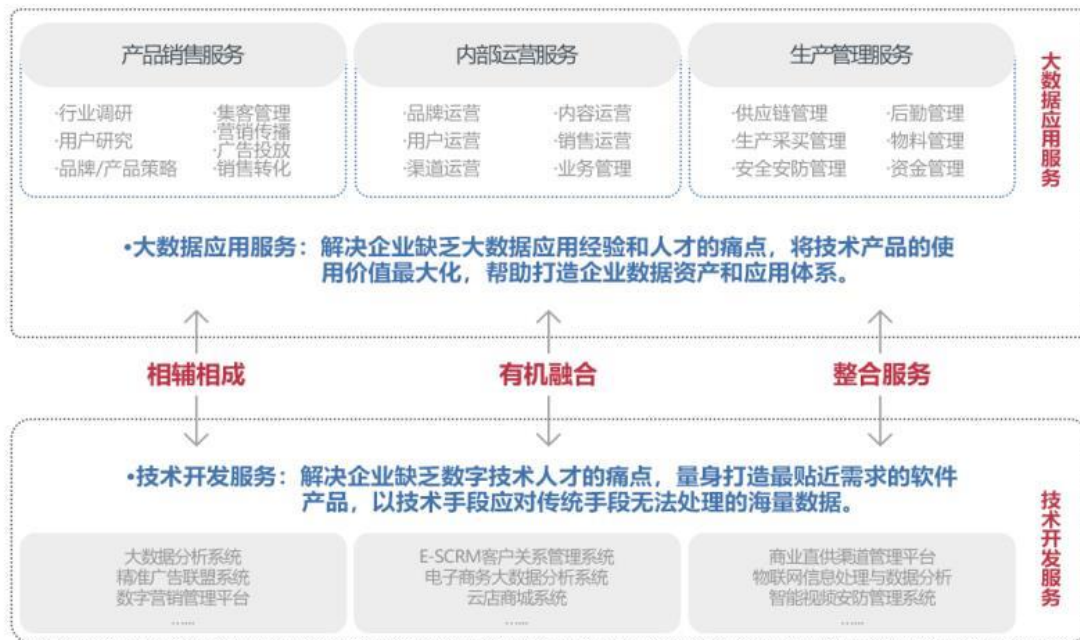 产品销售服务
·行业调研
·用户研究
·品牌/产品策略
·集客管理
·营销传播
·广告投放
·销售转化
内部运营服务
·品牌运营
·用户运营
·渠道运营
·内容运营
·销售运营
·业务管理
生产管理服务
·供应链管理
·生产采买管理
·安全安防管理
·后勤管理
·物料管理
·资金管理
大数据应用服务
•大数据应用服务：解决企业缺乏大数据应用经验和人才的痛点，将技术产品的使
用价值最大化，帮助打造企业数据资产和应用体系。
相辅相成
有机融合
整合服务
•技术开发服务：解决企业缺乏数字技术人才的痛点，量身打造最贴近需求的软件
产品，以技术手段应对传统手段无法处理的海量数据。
大数据分析系统
精准广告联盟系统
数字营销管理平台
……
E-SCRM客户关系管理系统
电子商务大数据分析系统
云店商城系统
……
商业直供渠道管理平台
物联网信息处理与数据分析
智能视频安防管理系统
……
技术开发服务